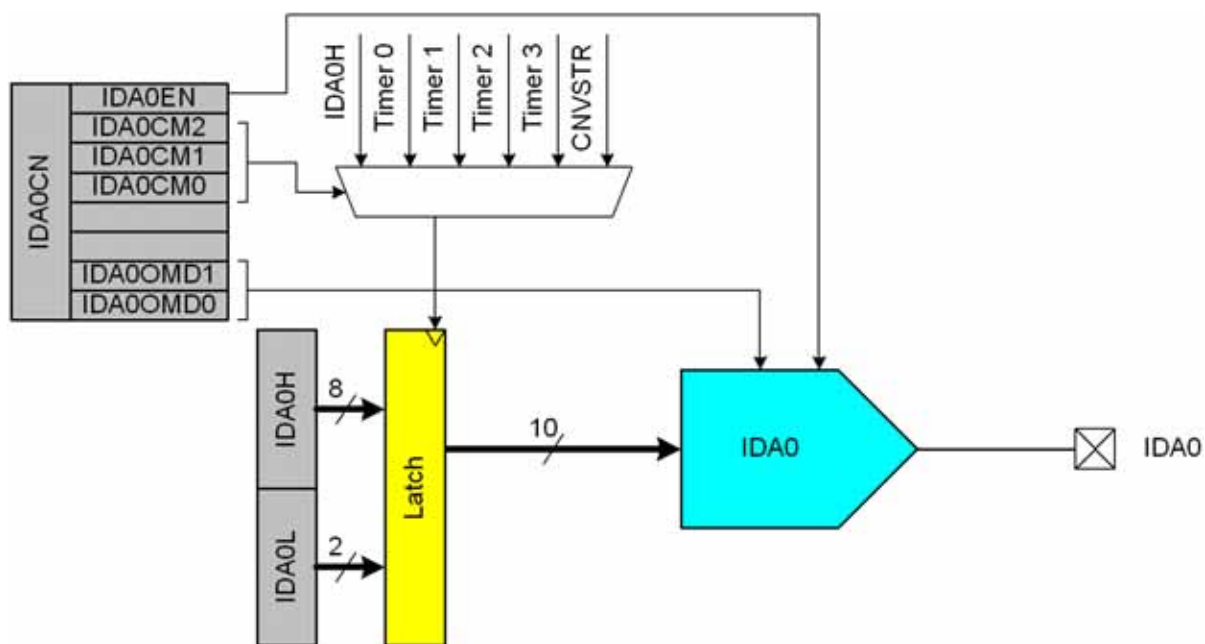 IDA0CN
IDA0EN
IDA0CM2
IDA0CM1
IDA0CM0
IDA0OMD1
IDA0OMD0
IDA0H
Timer 0
Timer 1
Timer 2
Timer 3
CNVSTR
IDA0H
8
IDA0L
2
Latch
10
IDA0
IDA0